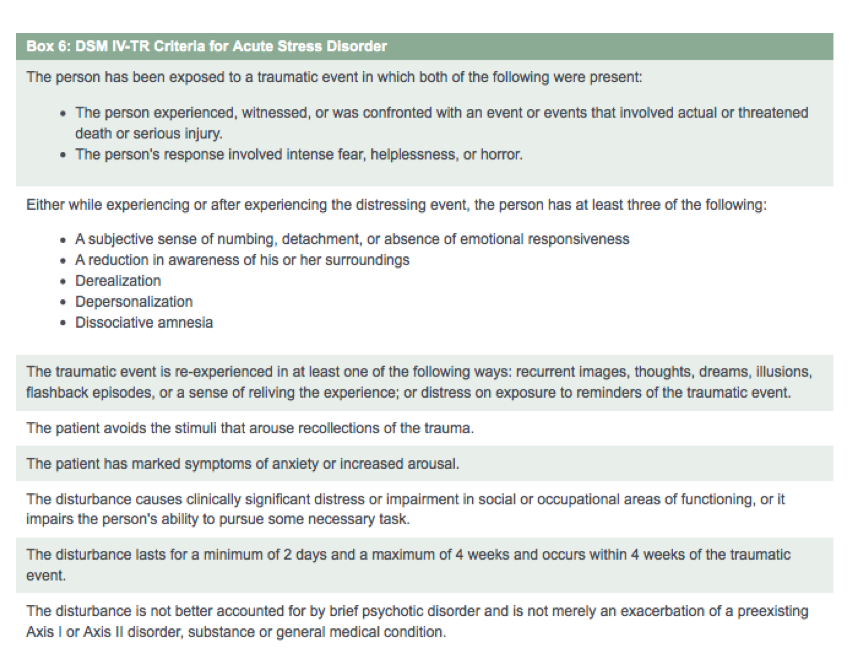 Box 6: DSM IV-TR Criteria for Acute Stress Disorder
The person has been exposed to a traumatic event in which both of the following were present:
• The person experienced, witnessed, or was confronted with an event or events that involved actual or threatened
death or serious injury.
• The person's response involved intense fear, helplessness, or horror.
Either while experiencing or after experiencing the distressing event, the person has at least three of the following:
• A subjective sense of numbing, detachment, or absence of emotional responsiveness
• A reduction in awareness of his or her surroundings
• Derealization
• Depersonalization
• Dissociative amnesia
The traumatic event is re-experienced in at least one of the following ways: recurrent images, thoughts, dreams, illusions,
flashback episodes, or a sense of reliving the experience; or distress on exposure to reminders of the traumatic event.
The patient avoids the stimuli that arouse recollections of the trauma.
The patient has marked symptoms of anxiety or increased arousal.
The disturbance causes clinically significant distress or impairment in social or occupational areas of functioning, or it
impairs the person's ability to pursue some necessary task.
The disturbance lasts for a minimum of 2 days and a maximum of 4 weeks and occurs within 4 weeks of the traumatic
event.
The disturbance is not better accounted for by brief psychotic disorder and is not merely an exacerbation of a preexisting
Axis I or Axis II disorder, substance or general medical condition.